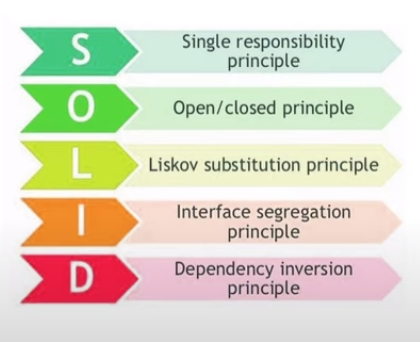 S
Single responsibility
principle
O
Open/closed principle
L
Liskov substitution principle
I
Interface segregation
principle
D
Dependency inversion
principle